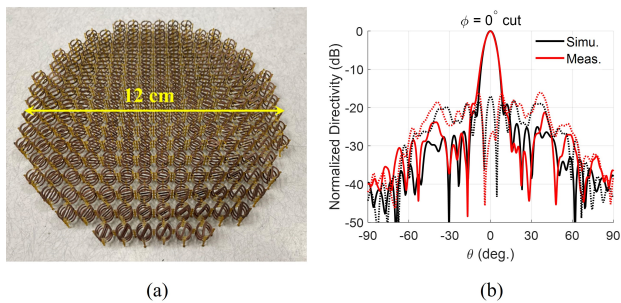 12 cm
(a)
ϕ = 0° cut
Normalized Directivity (dB)
0
-10
-20
-30
-40
-50
Simu.
Meas.
-90 -60 -30 0 30 60 90
θ (deg.)
(b)